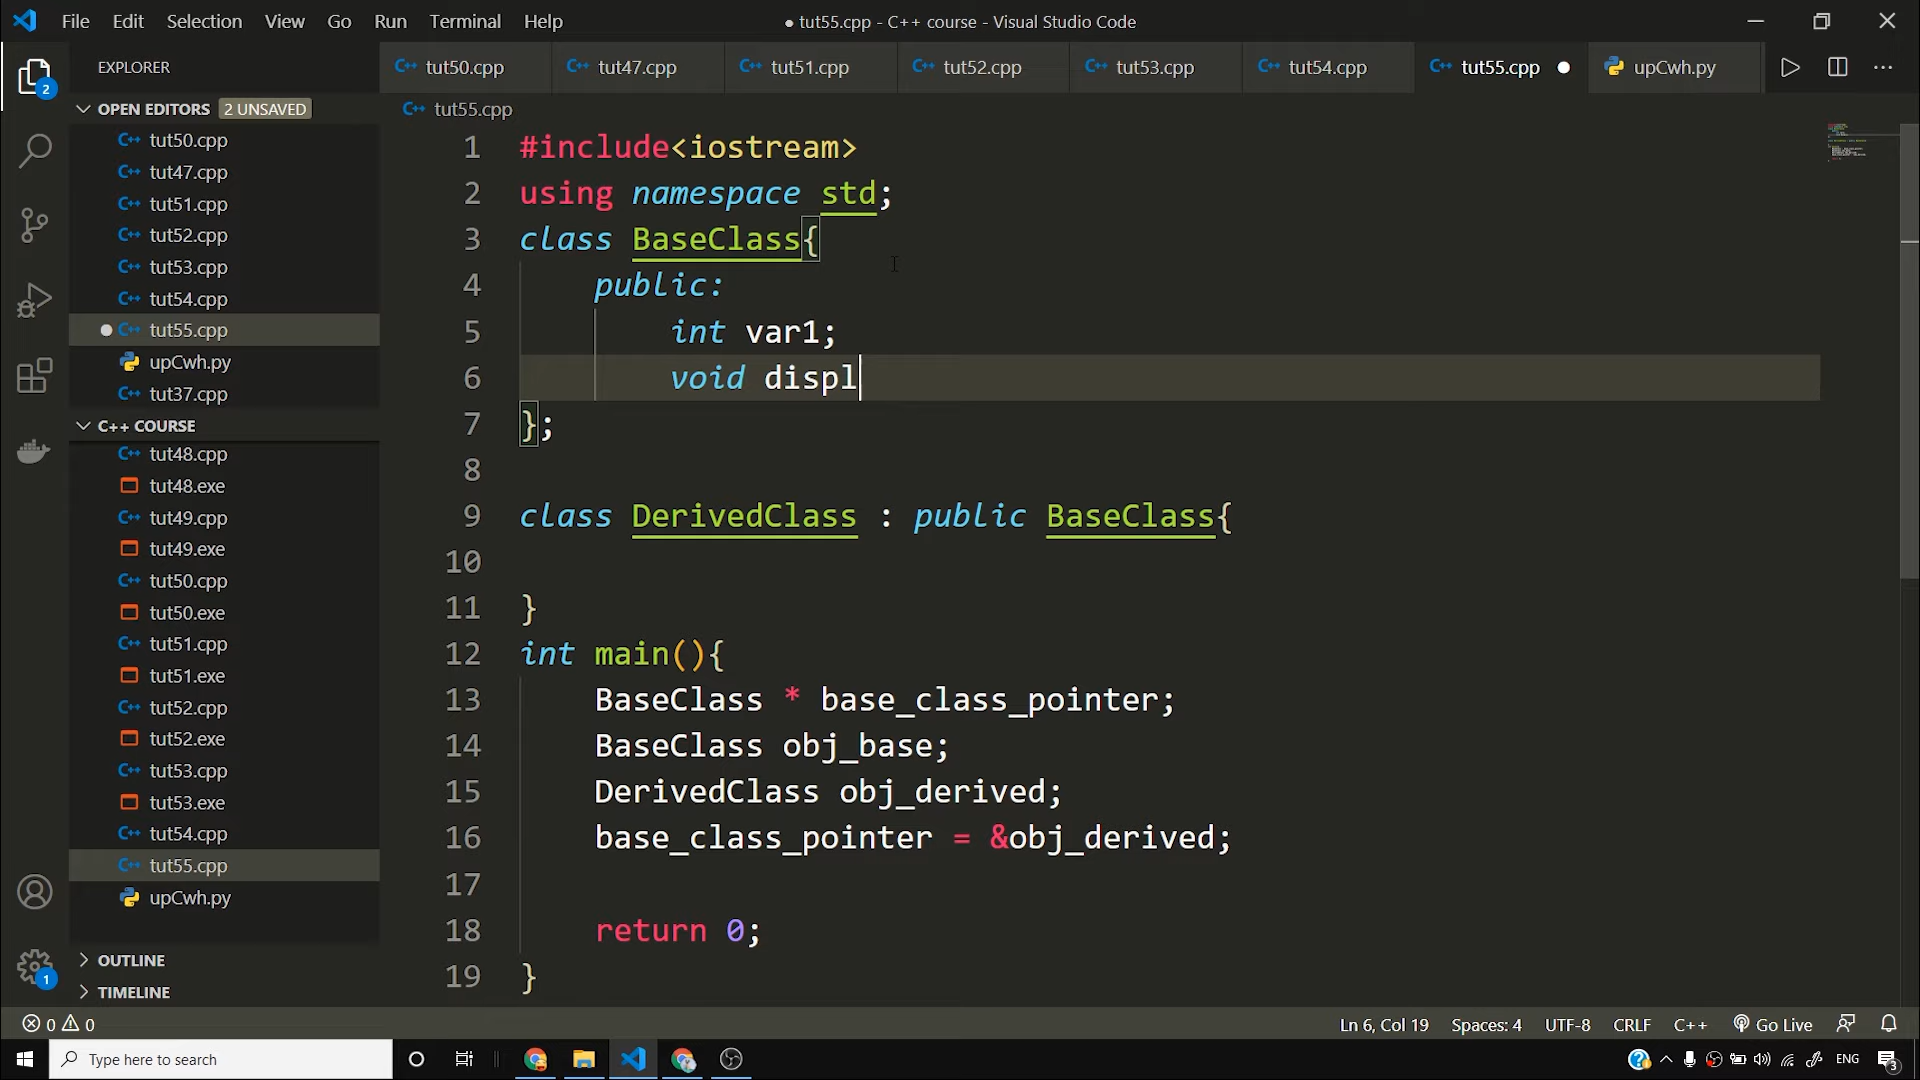 File Edit Selection View Go Run Terminal Help
● tut55.cpp - C++ course - Visual Studio Code
EXPLORER
OPEN EDITORS 2 UNSAVED
tut50.cpp
tut47.cpp
tut51.cpp
tut52.cpp
tut53.cpp
tut54.cpp
tut55.cpp
upCwh.py
tut37.cpp
C++ COURSE
tut48.cpp
tut48.exe
tut49.cpp
tut49.exe
tut50.cpp
tut50.exe
tut51.cpp
tut51.exe
tut52.cpp
tut52.exe
tut53.cpp
tut53.exe
tut54.cpp
tut55.cpp
upCwh.py
OUTLINE
TIMELINE
2
1
tut50.cpp tut47.cpp tut51.cpp tut52.cpp tut53.cpp tut54.cpp tut55.cpp ● upCwh.py
tut55.cpp
1 #include<iostream>
2 using namespace std;
3 class BaseClass{
4 public:
5 int var1;
6 void displ
7 };
8
9 class DerivedClass : public BaseClass{
10
11 }
12 int main(){
13 BaseClass * base_class_pointer;
14 BaseClass obj_base;
15 DerivedClass obj_derived;
16 base_class_pointer = &obj_derived;
17
18 return 0;
19 }
0 0
Ln 6, Col 19 Spaces: 4 UTF-8 CRLF C++ Go Live
Type here to search
ENG 3